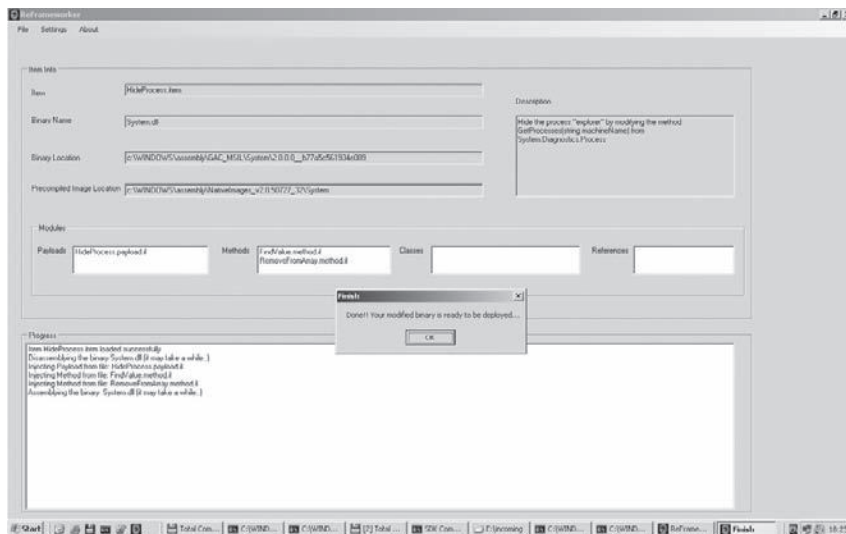 ReFrameworker
File Settings About
Item Info
Item HideProcess.item
Binary Name System.dll
Binary Location c:\WINDOWS\assembly\GAC_MSIL\System\2.0.0.0__b77a5c561934e089
Precompiled Image Location c:\WINDOWS\assembly\NativeImages_v2.0.50727_32\System
Description
Hide the process "explorer" by modifying the method
GetProcesses(string machineName) from
System.Diagnostics.Process
Modules
Payloads HideProcess.payload.il
Methods FindValue.method.il
RemoveFromArray.method.il
Classes
References
Finish
Done!! Your modified binary is ready to be deployed...
OK
Progress
Item HideProcess.item loaded successfully
Disassembling the binary System.dll (it may take a while..)
Injecting Payload from file: HideProcess.payload.il
Injecting Method from file: FindValue.method.il
Injecting Method from file: RemoveFromArray.method.il
Assembling the binary: System.dll (it may take a while..)
Start Total Com... C:\WIND... C:\WIND... [2] Total ... SDK Com... F:\incoming C:\WIND... C:\WIND... ReFrame... Finish